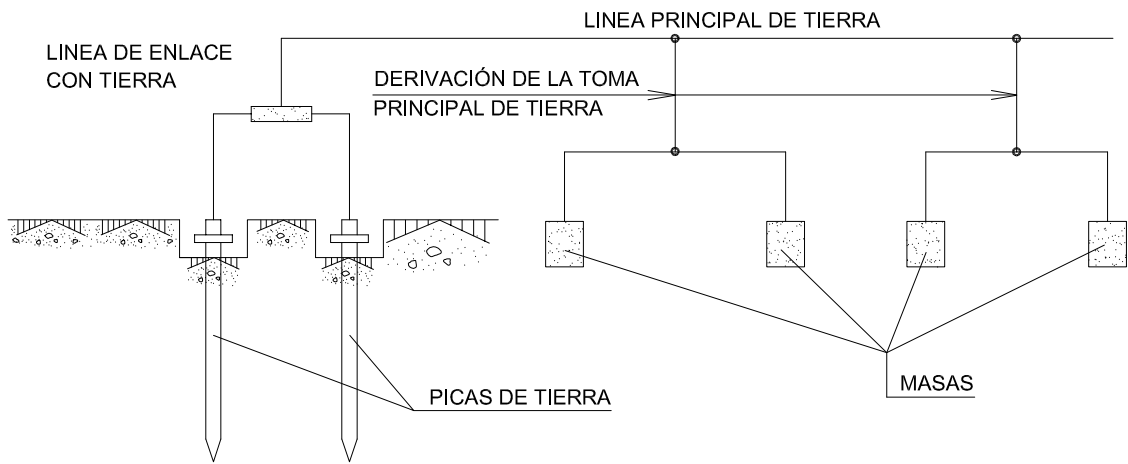 LINEA PRINCIPAL DE TIERRA
LINEA DE ENLACE
CON TIERRA
DERIVACIÓN DE LA TOMA
PRINCIPAL DE TIERRA
PICAS DE TIERRA
MASAS